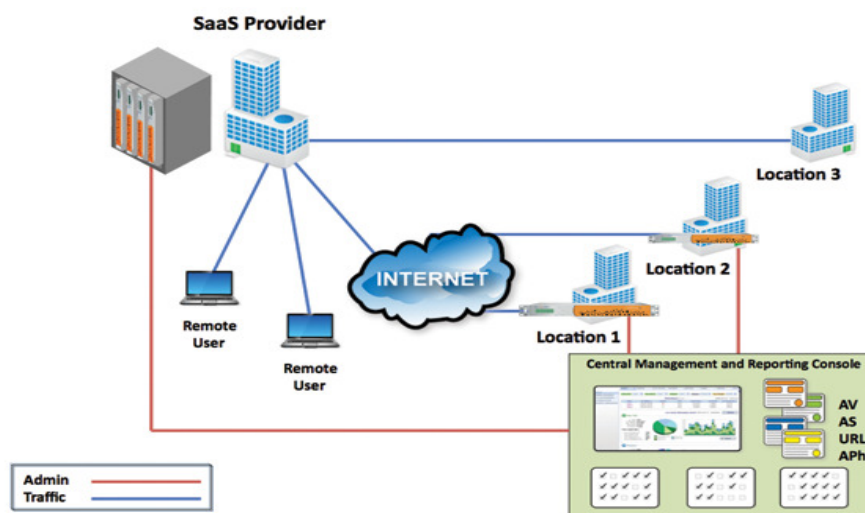 SaaS Provider
Location 3
Location 2
INTERNET
Location 1
Remote
User
Remote
User
Central Management and Reporting Console
AV
AS
URL
APh
Admin
Traffic